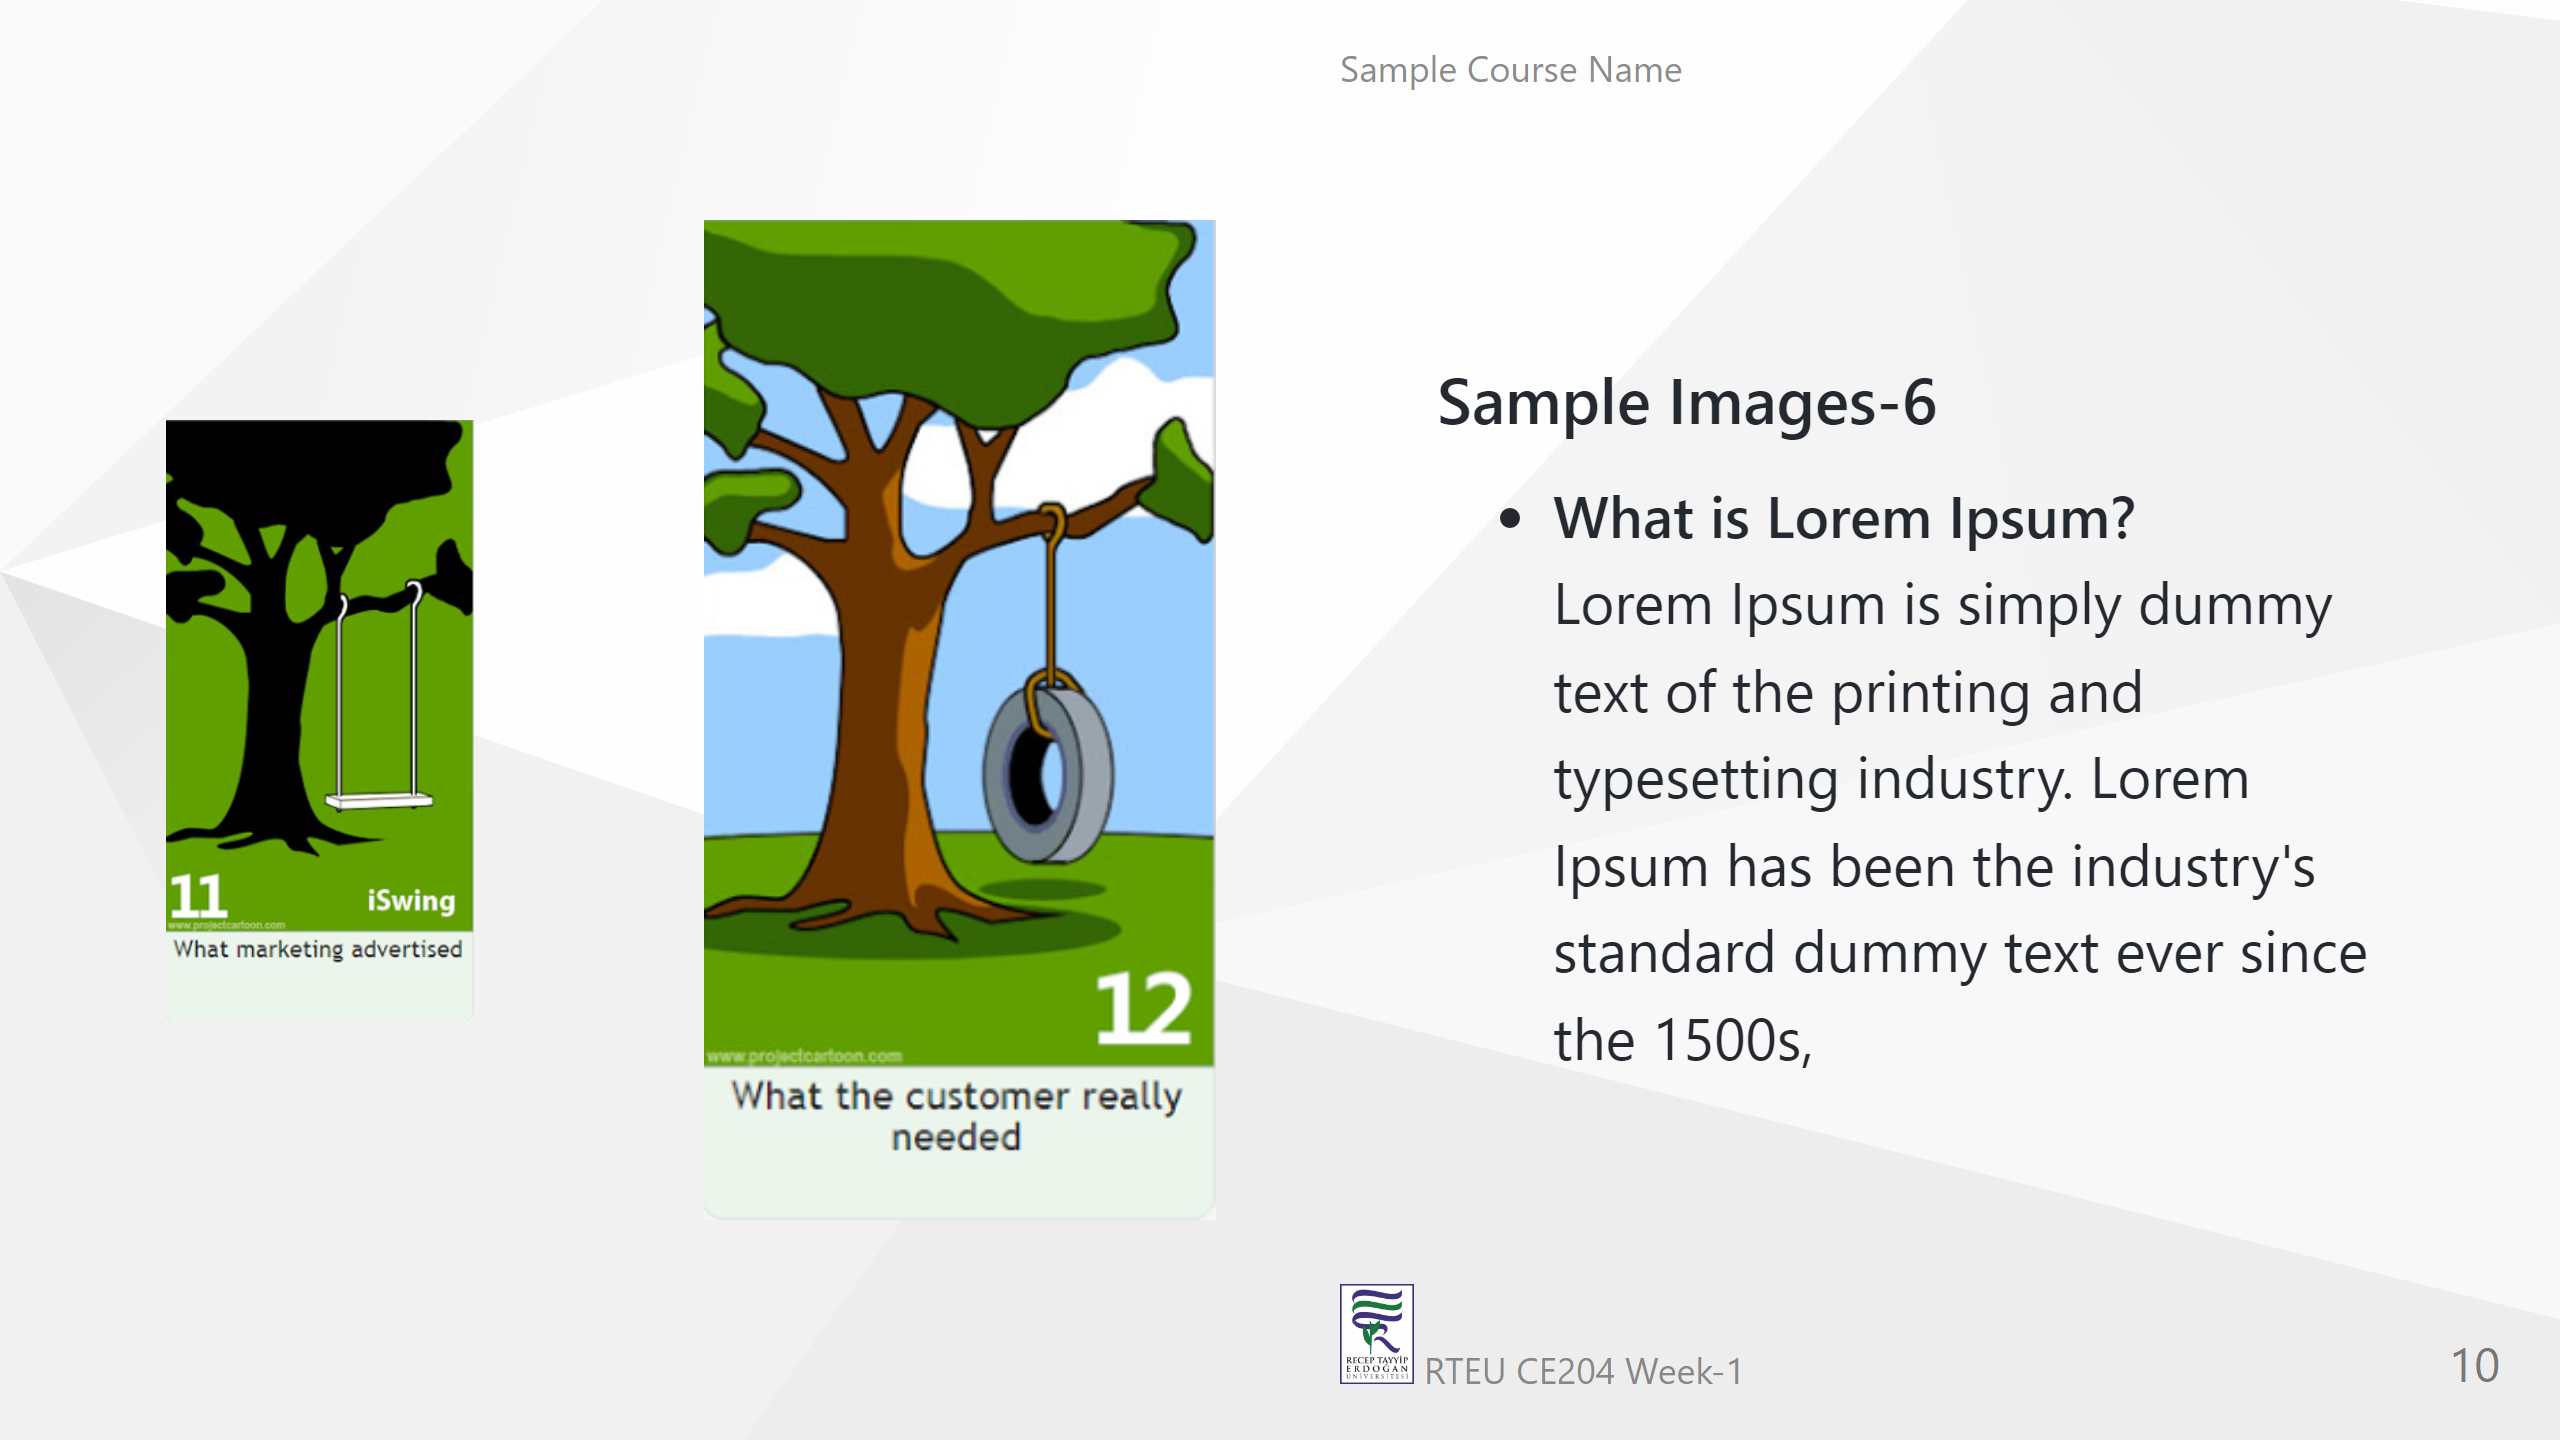 Sample Course Name
11
iSwing
www.projectcartoon.com
What marketing advertised
12
www.projectcartoon.com
What the customer really
needed
Sample Images-6
• What is Lorem Ipsum?
Lorem Ipsum is simply dummy
text of the printing and
typesetting industry. Lorem
Ipsum has been the industry's
standard dummy text ever since
the 1500s,
RECEP TAYYİP
ERDOĞAN
ÜNİVERSİTESİ
RTEU CE204 Week-1
10